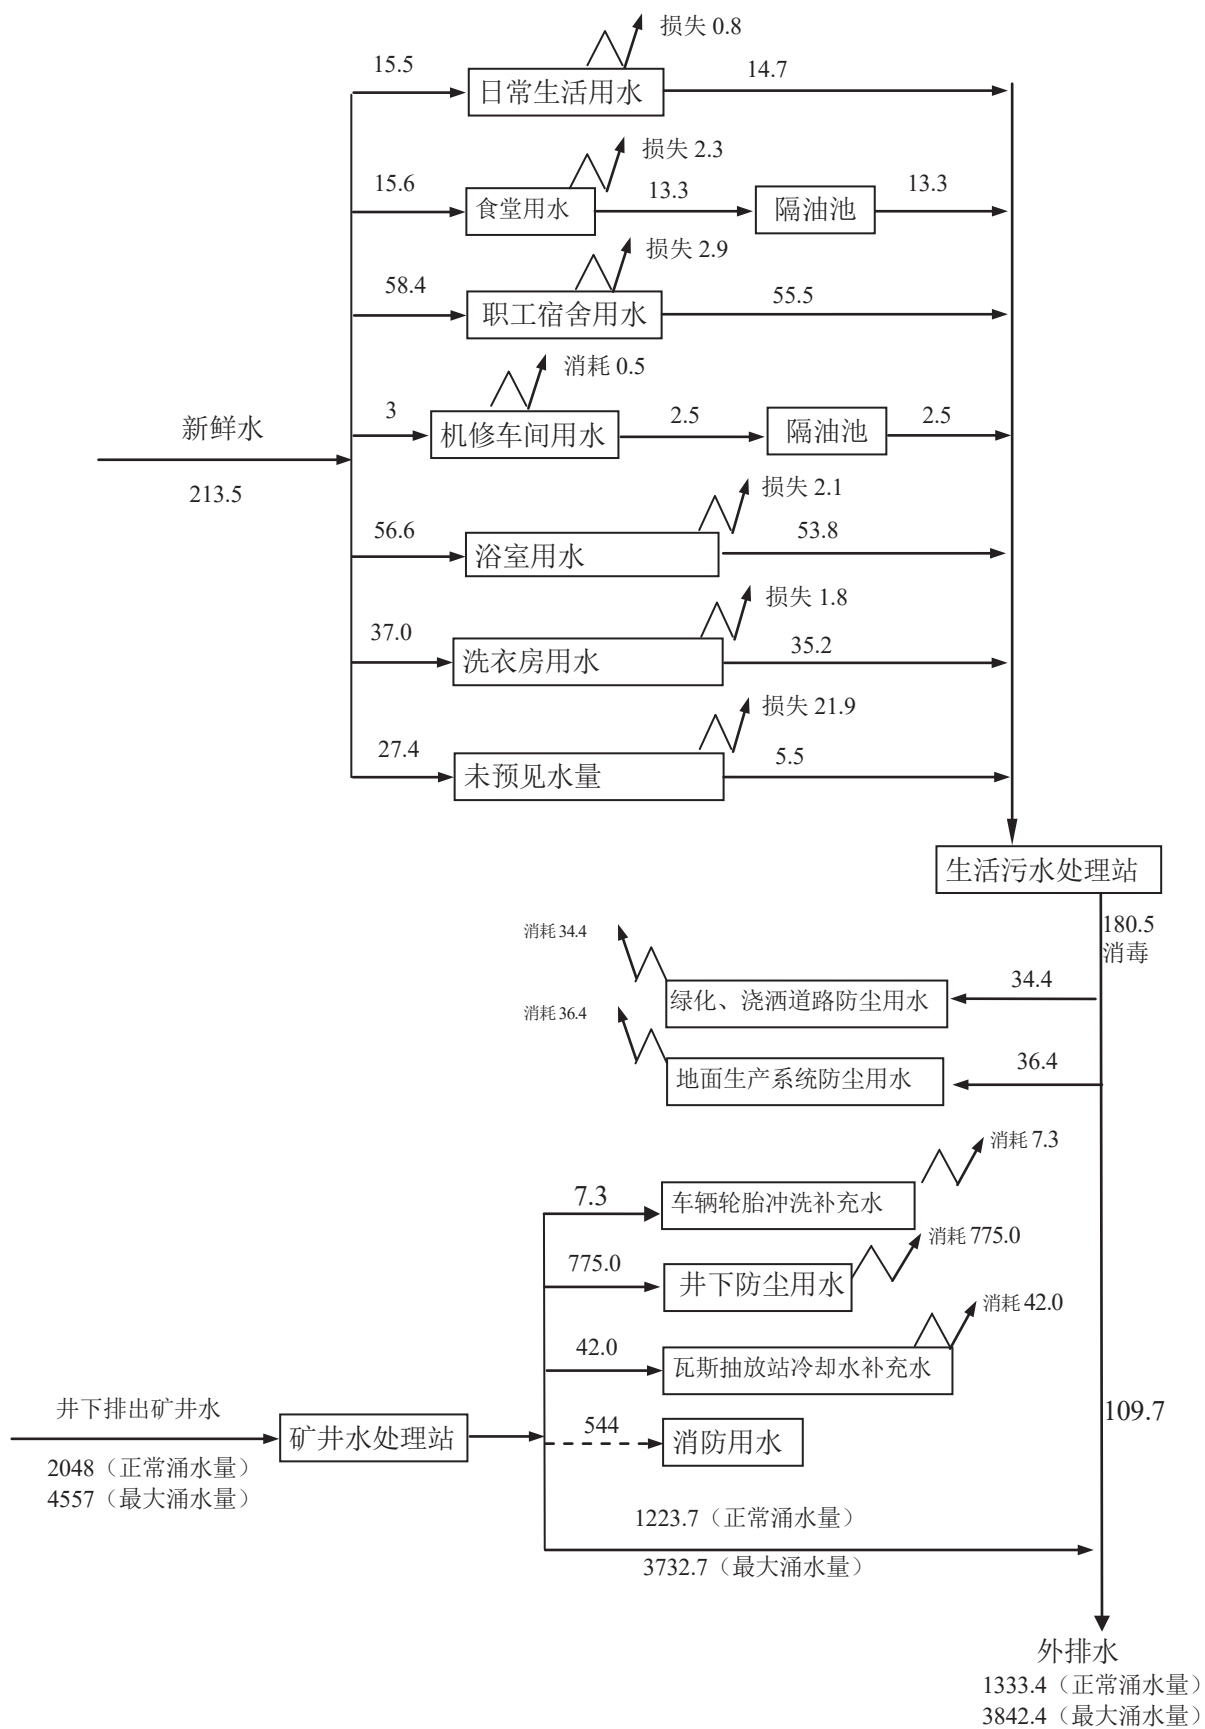 损失 0.8
15.5
日常生活用水
14.7
损失 2.3
15.6
食堂用水
13.3
隔油池
13.3
损失 2.9
58.4
职工宿舍用水
55.5
消耗 0.5
3
机修车间用水
2.5
隔油池
2.5
新鲜水
213.5
损失 2.1
56.6
浴室用水
53.8
损失 1.8
37.0
洗衣房用水
35.2
损失 21.9
27.4
未预见水量
5.5
生活污水处理站
180.5
消毒
消耗 34.4
34.4
绿化、浇洒道路防尘用水
消耗 36.4
36.4
地面生产系统防尘用水
消耗 7.3
7.3
车辆轮胎冲洗补充水
消耗 775.0
775.0
井下防尘用水
消耗 42.0
42.0
瓦斯抽放站冷却水补充水
井下排出矿井水
2048（正常涌水量）
4557（最大涌水量）
矿井水处理站
544
消防用水
109.7
1223.7（正常涌水量）
3732.7（最大涌水量）
外排水
1333.4（正常涌水量）
3842.4（最大涌水量）